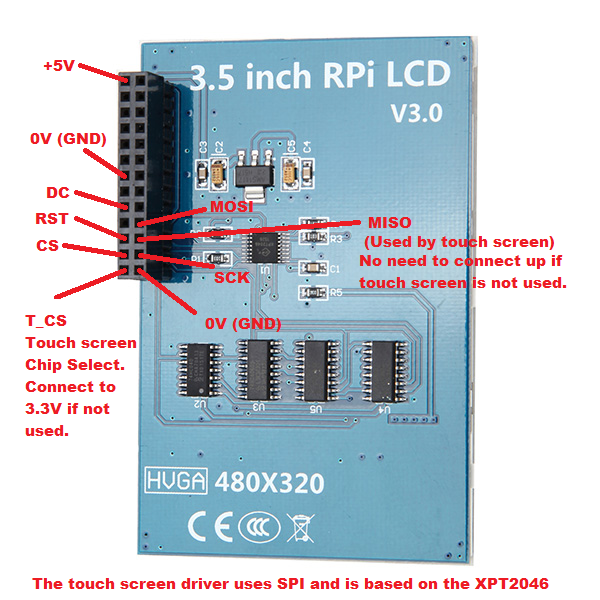 +5V
3.5 inch RPi LCD
V3.0
0V (GND)
C3
C2
C5
C4
DC
MOSI
RST
MISO
(Used by touch screen)
R3
CS
No need to connect up if
touch screen is not used.
R1
U1
C1
SCK
R5
0V (GND)
T_CS
Touch screen
Chip Select.
Connect to
3.3V if not
used.
U2
U3
U5
U4
HVGA 480X320
CE CCC
The touch screen driver uses SPI and is based on the XPT2046